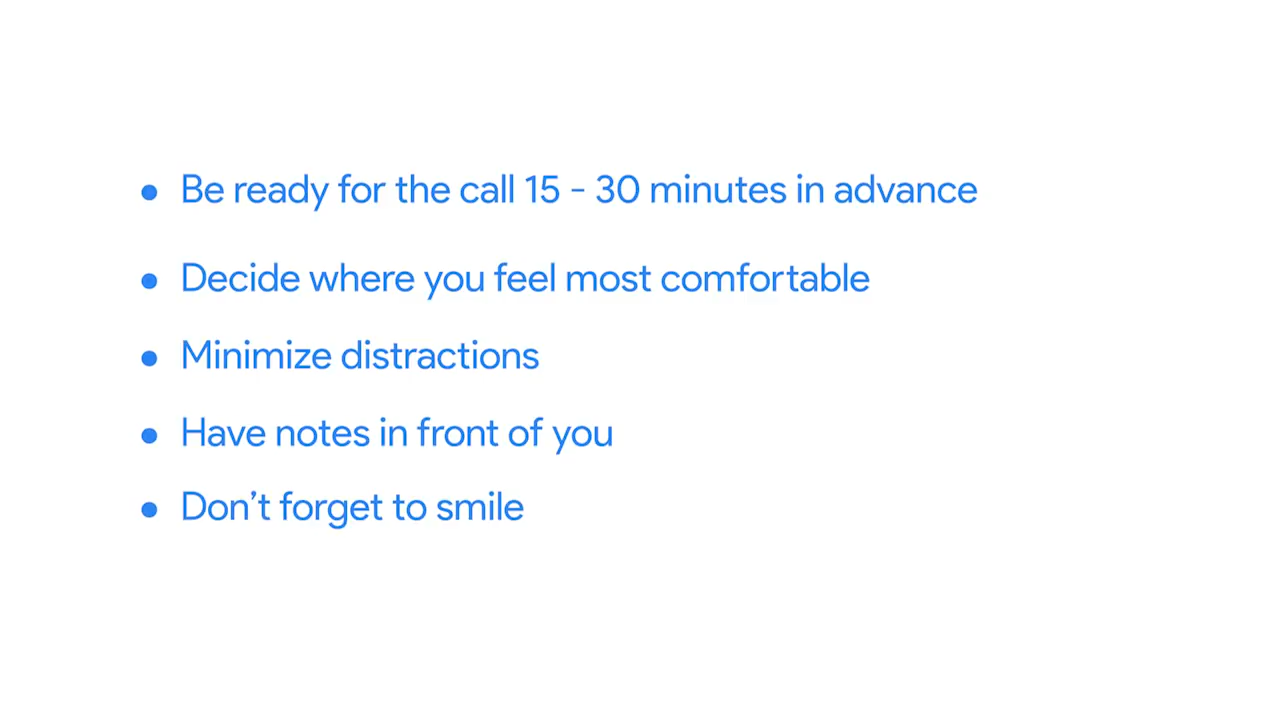 • Be ready for the call 15 - 30 minutes in advance
• Decide where you feel most comfortable
• Minimize distractions
• Have notes in front of you
• Don’t forget to smile